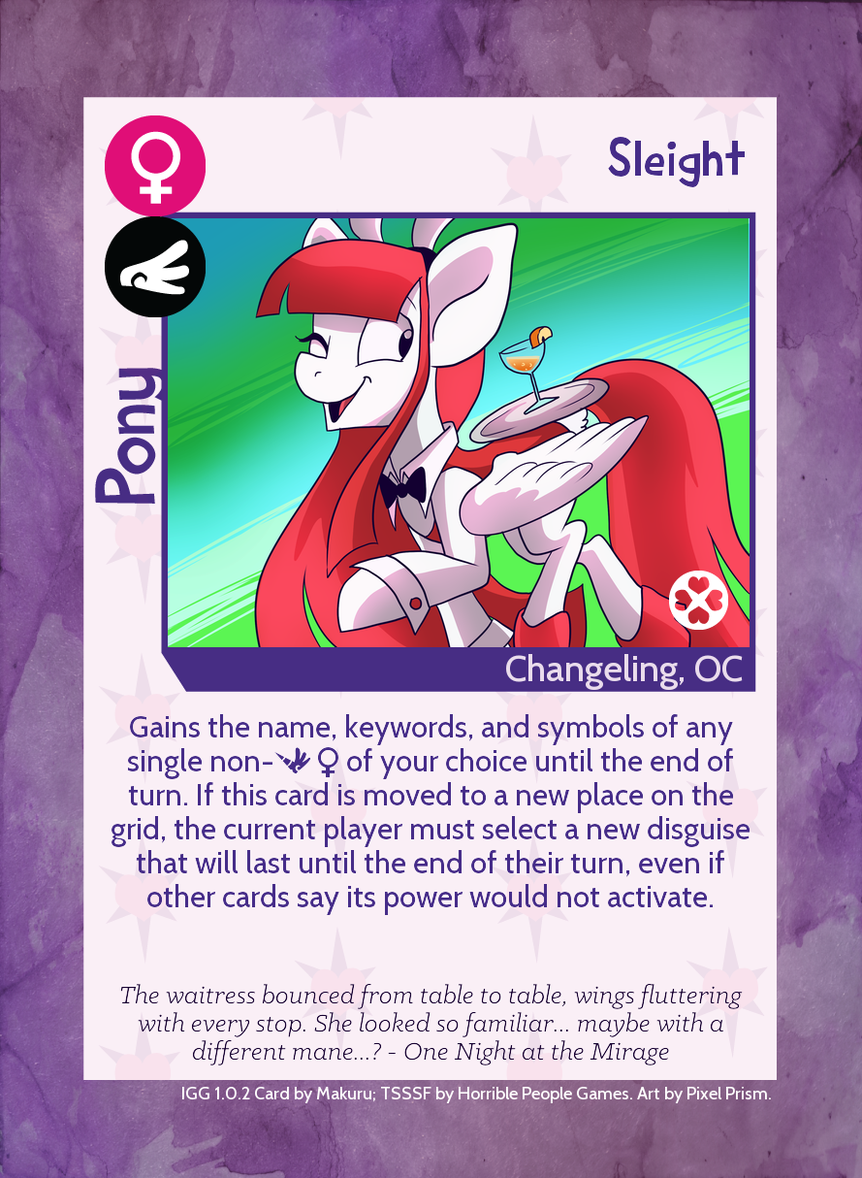 Sleight
Pony
Changeling, OC
Gains the name, keywords, and symbols of any
single non- ♀ of your choice until the end of
turn. If this card is moved to a new place on the
grid, the current player must select a new disguise
that will last until the end of their turn, even if
other cards say its power would not activate.
The waitress bounced from table to table, wings fluttering
with every stop. She looked so familiar... maybe with a
different mane...? - One Night at the Mirage
IGG 1.0.2 Card by Makuru; TSSSF by Horrible People Games. Art by Pixel Prism.